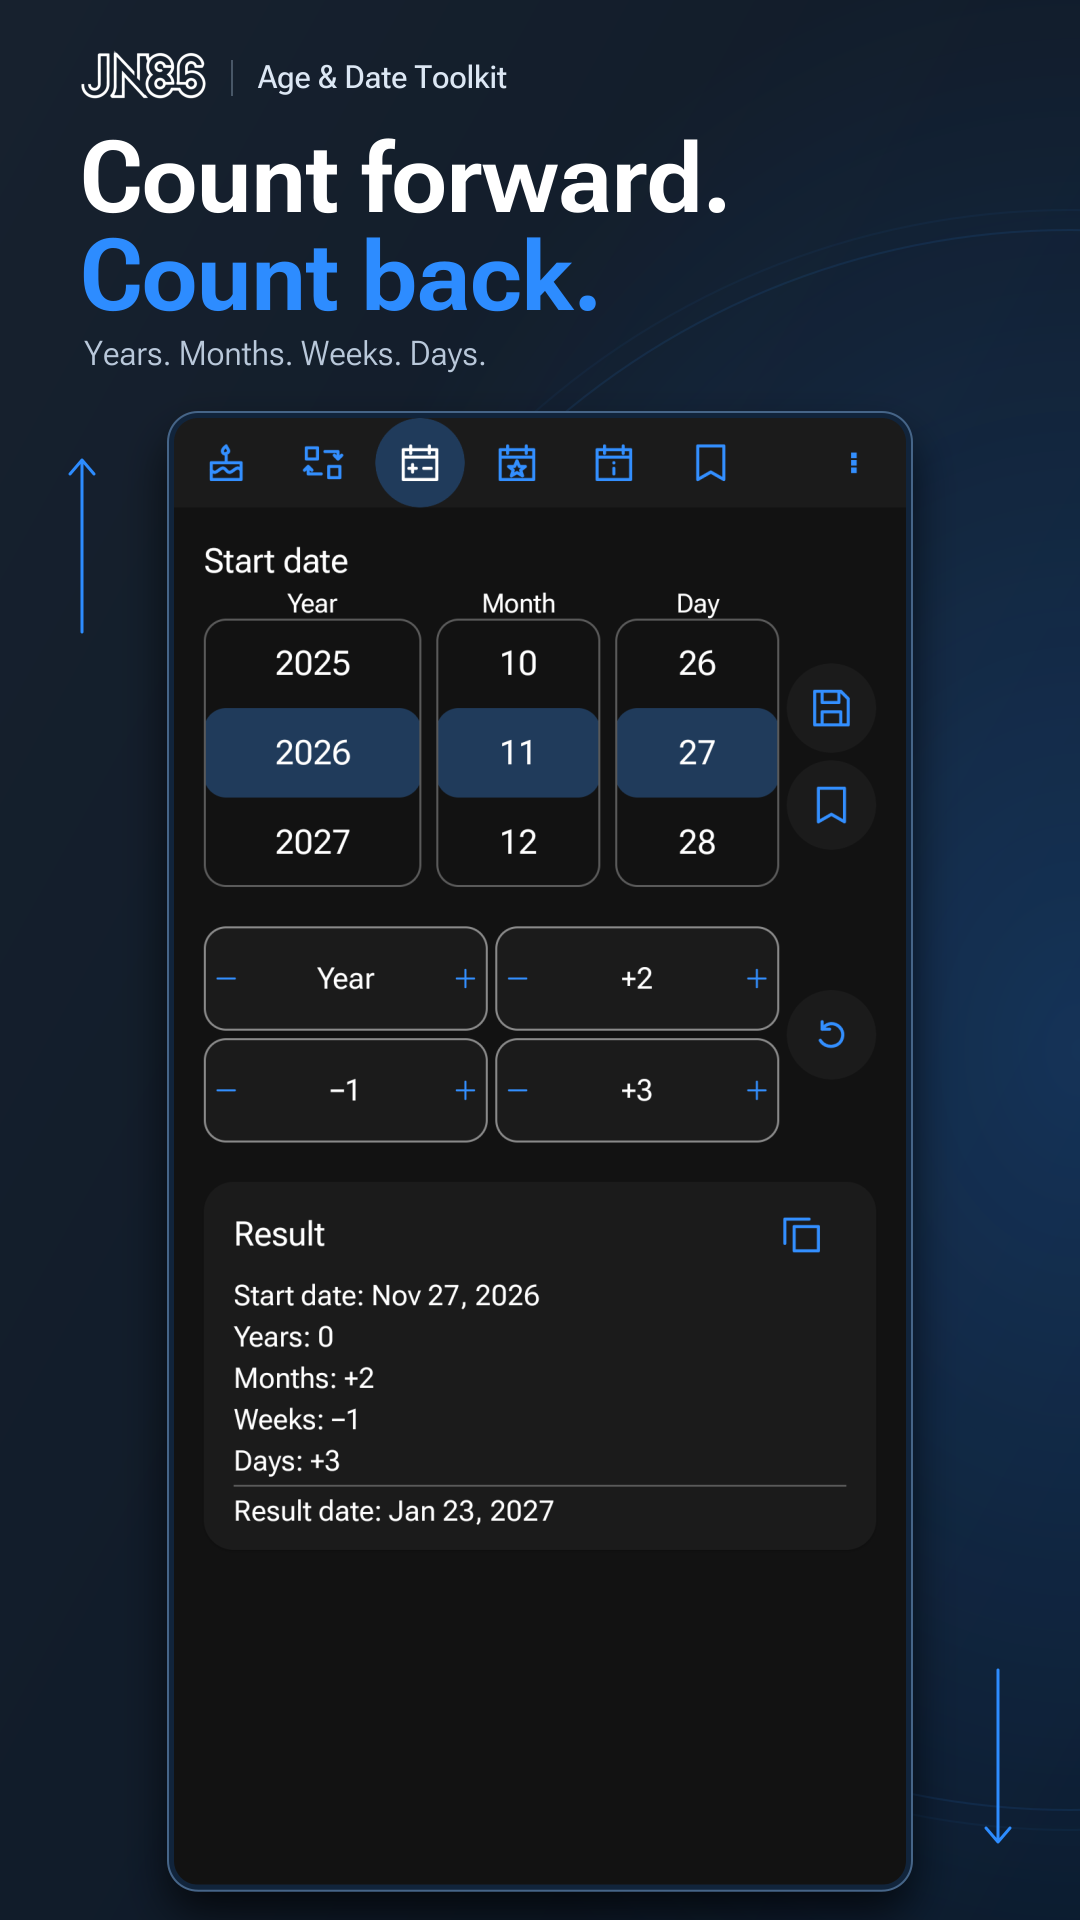 JN86 | Age & Date Toolkit
Count forward.
Count back.
Years. Months. Weeks. Days.
Start date
Year Month Day
2025 10 26
2026 11 27
2027 12 28
− Year + − +2 +
− −1 + − +3 +
Result
Start date: Nov 27, 2026
Years: 0
Months: +2
Weeks: −1
Days: +3
Result date: Jan 23, 2027